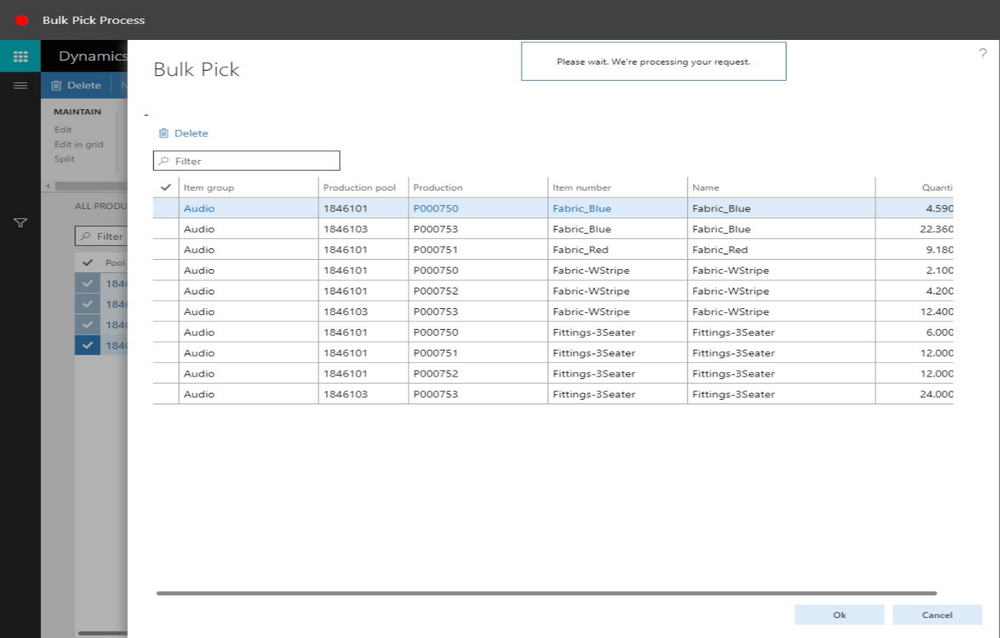 Bulk Pick Process
Dynamics
Bulk Pick
Please wait. We're processing your request.
?
Delete
MAINTAIN
Edit
Edit in grid
Split
Delete
Filter
Item group Production pool Production Item number Name Quanti
Audio 1846101 P000750 Fabric_Blue Fabric_Blue 4.590
Audio 1846103 P000753 Fabric_Blue Fabric_Blue 22.360
Audio 1846101 P000751 Fabric_Red Fabric_Red 9.180
Audio 1846101 P000750 Fabric-WStripe Fabric-WStripe 2.100
Audio 1846101 P000752 Fabric-WStripe Fabric-WStripe 4.200
Audio 1846103 P000753 Fabric-WStripe Fabric-WStripe 12.400
Audio 1846101 P000750 Fittings-3Seater Fittings-3Seater 6.000
Audio 1846101 P000751 Fittings-3Seater Fittings-3Seater 12.000
Audio 1846101 P000752 Fittings-3Seater Fittings-3Seater 12.000
Audio 1846103 P000753 Fittings-3Seater Fittings-3Seater 24.000
ALL PRODU
Filter
Pool
184
184
184
184
Ok Cancel